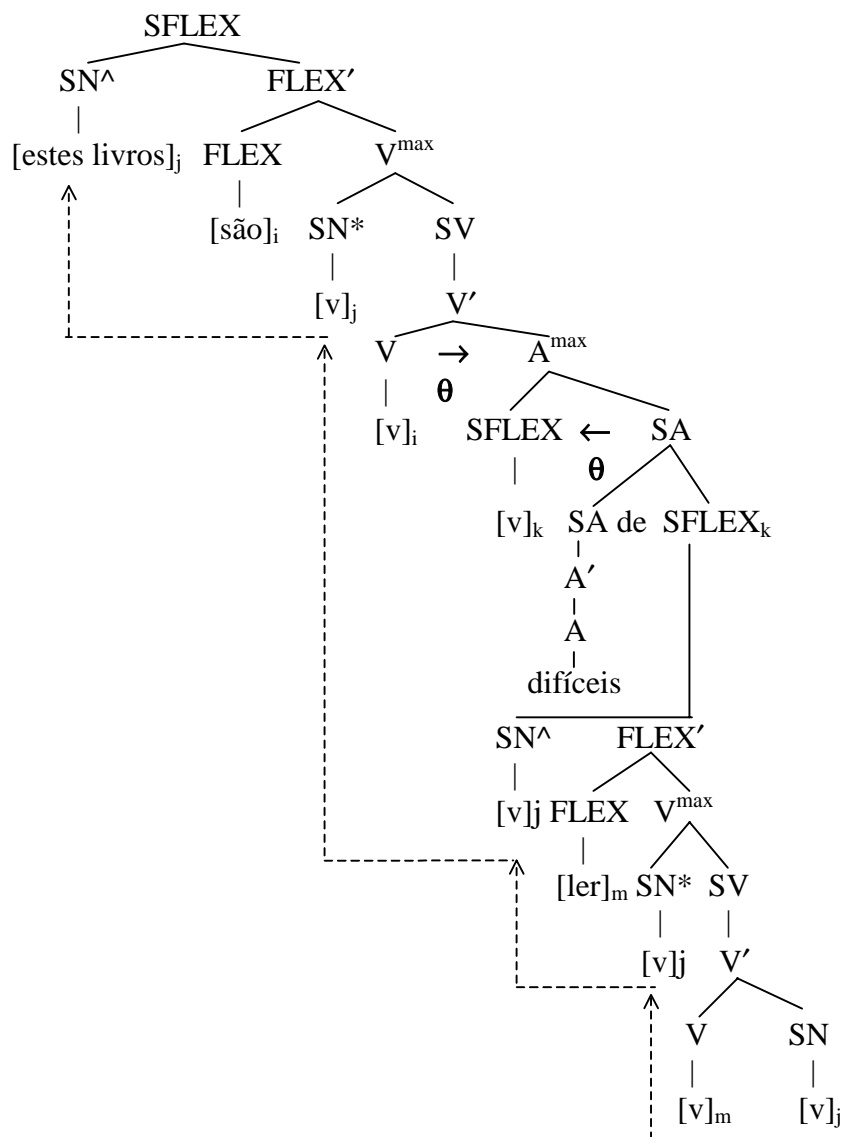 SFLEX
SN^ FLEX′
[estes livros]j FLEX Vmax
[são]i SN* SV
[v]j V′
V → Amax
θ
[v]i SFLEX ← SA
θ
[v]k SA de SFLEXk
A′
A
difíceis
SN^ FLEX′
[v]j FLEX Vmax
[ler]m SN* SV
[v]j V′
V SN
[v]m [v]j